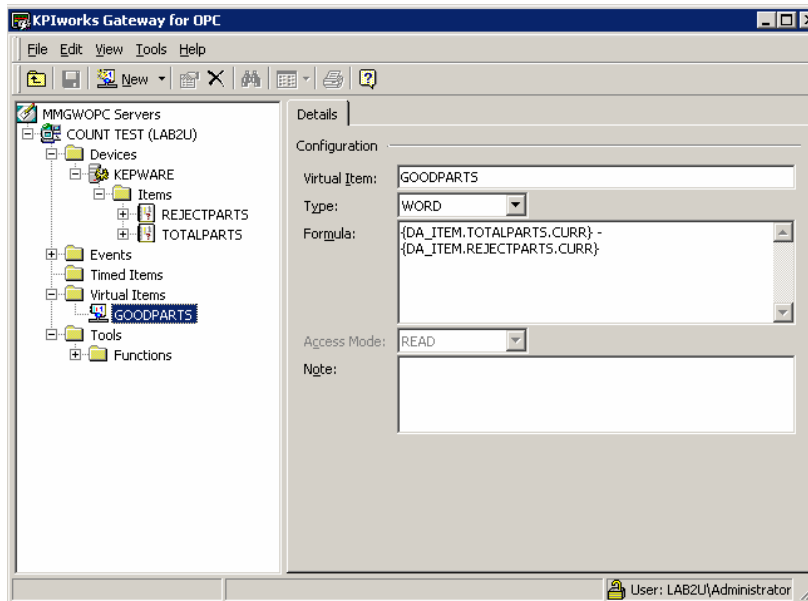 KPIworks Gateway for OPC
File Edit View Tools Help
New
MMGWOPC Servers
COUNT TEST (LAB2U)
Devices
KEPWARE
Items
REJECTPARTS
TOTALPARTS
Events
Timed Items
Virtual Items
GOODPARTS
Tools
Functions
Details
Configuration
Virtual Item: GOODPARTS
Type: WORD
Formula: {DA_ITEM.TOTALPARTS.CURR} -
{DA_ITEM.REJECTPARTS.CURR}
Access Mode: READ
Note:
User: LAB2U\Administrator